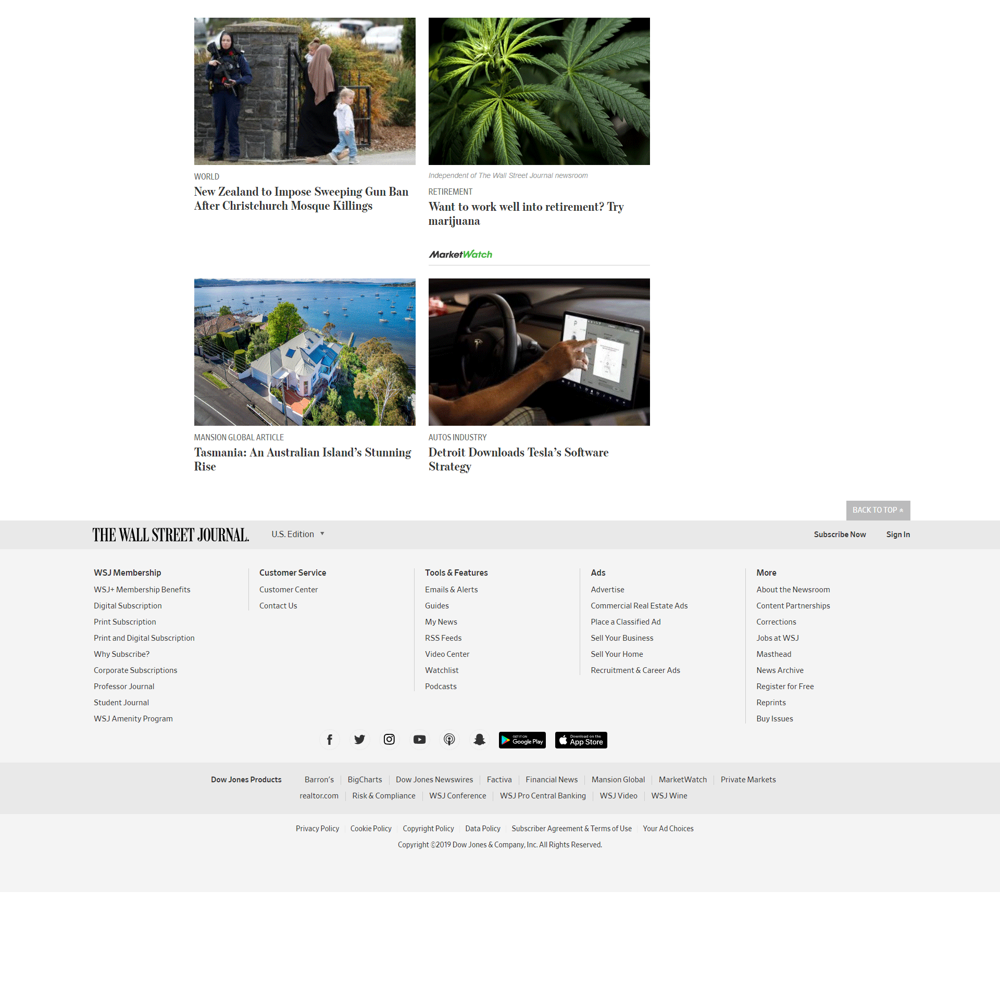 WORLD
New Zealand to Impose Sweeping Gun Ban
After Christchurch Mosque Killings
Independent of The Wall Street Journal newsroom
RETIREMENT
Want to work well into retirement? Try
marijuana
MarketWatch
MANSION GLOBAL ARTICLE
Tasmania: An Australian Island’s Stunning
Rise
AUTOS INDUSTRY
Detroit Downloads Tesla’s Software
Strategy
BACK TO TOP
THE WALL STREET JOURNAL.
U.S. Edition
Subscribe Now
Sign In
WSJ Membership
WSJ+ Membership Benefits
Digital Subscription
Print Subscription
Print and Digital Subscription
Why Subscribe?
Corporate Subscriptions
Professor Journal
Student Journal
WSJ Amenity Program
Customer Service
Customer Center
Contact Us
Tools & Features
Emails & Alerts
Guides
My News
RSS Feeds
Video Center
Watchlist
Podcasts
Ads
Advertise
Commercial Real Estate Ads
Place a Classified Ad
Sell Your Business
Sell Your Home
Recruitment & Career Ads
More
About the Newsroom
Content Partnerships
Corrections
Jobs at WSJ
Masthead
News Archive
Register for Free
Reprints
Buy Issues
GET IT ON
Google Play
Download on the
App Store
Dow Jones Products Barron’s BigCharts Dow Jones Newswires Factiva Financial News Mansion Global MarketWatch Private Markets
realtor.com Risk & Compliance WSJ Conference WSJ Pro Central Banking WSJ Video WSJ Wine
Privacy Policy Cookie Policy Copyright Policy Data Policy Subscriber Agreement & Terms of Use Your Ad Choices
Copyright ©2019 Dow Jones & Company, Inc. All Rights Reserved.